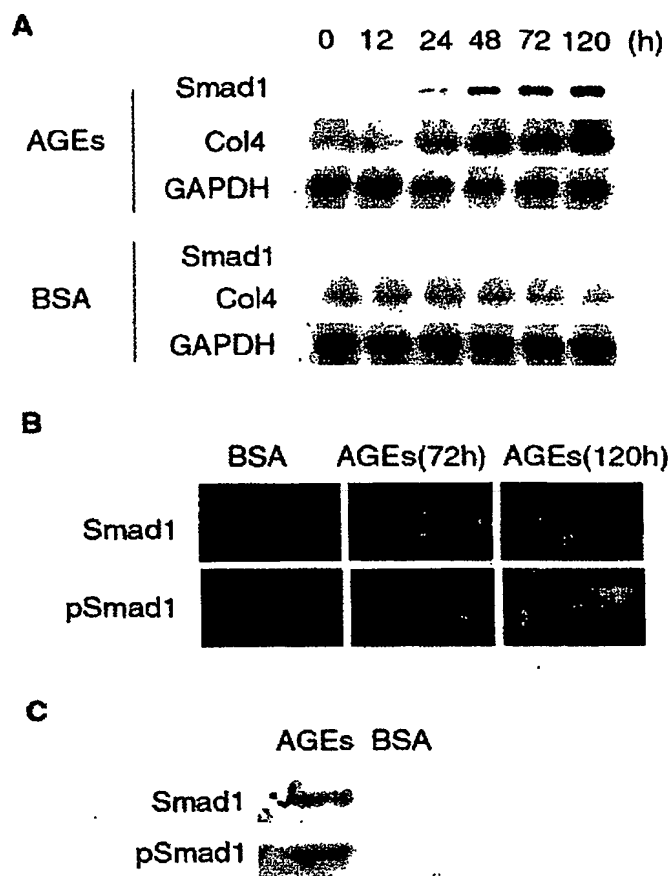 A
0 12 24 48 72 120 (h)
Smad1
AGEs Col4
GAPDH
Smad1
BSA Col4
GAPDH
B
BSA AGEs(72h) AGEs(120h)
Smad1
pSmad1
C
AGEs BSA
Smad1
pSmad1